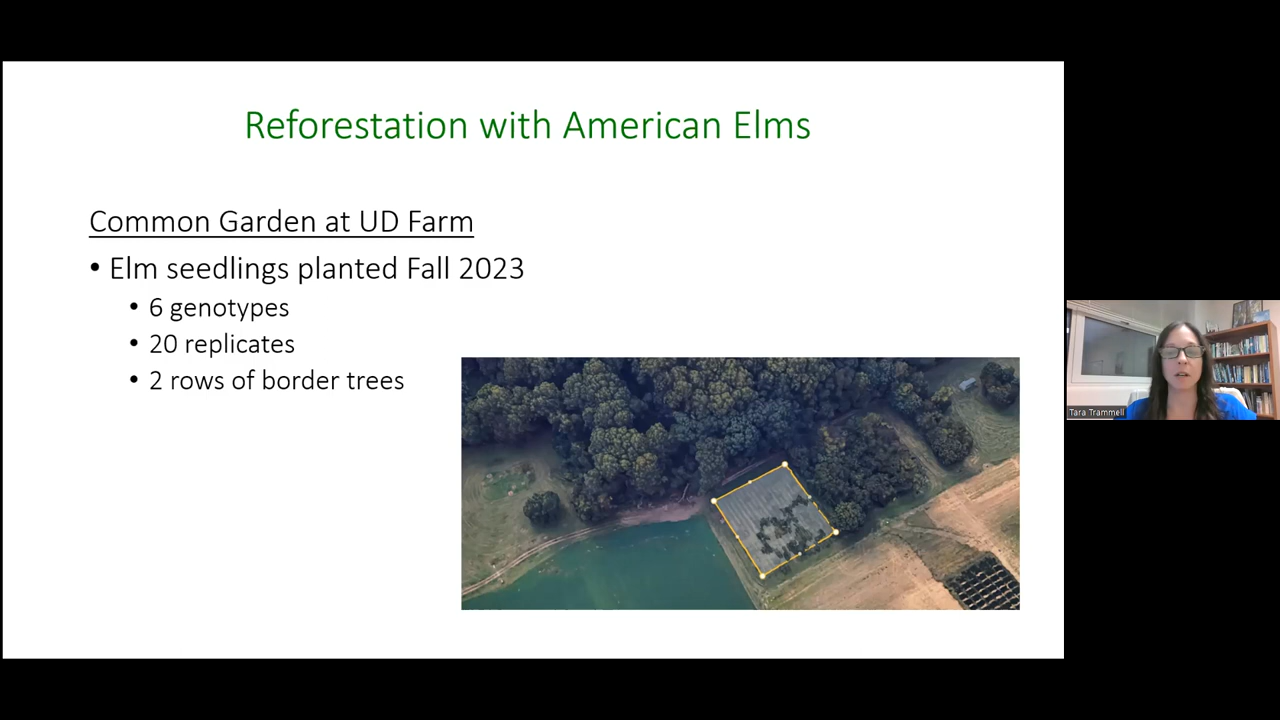 Reforestation with American Elms
Common Garden at UD Farm
• Elm seedlings planted Fall 2023
• 6 genotypes
• 20 replicates
• 2 rows of border trees
Tara Trammell